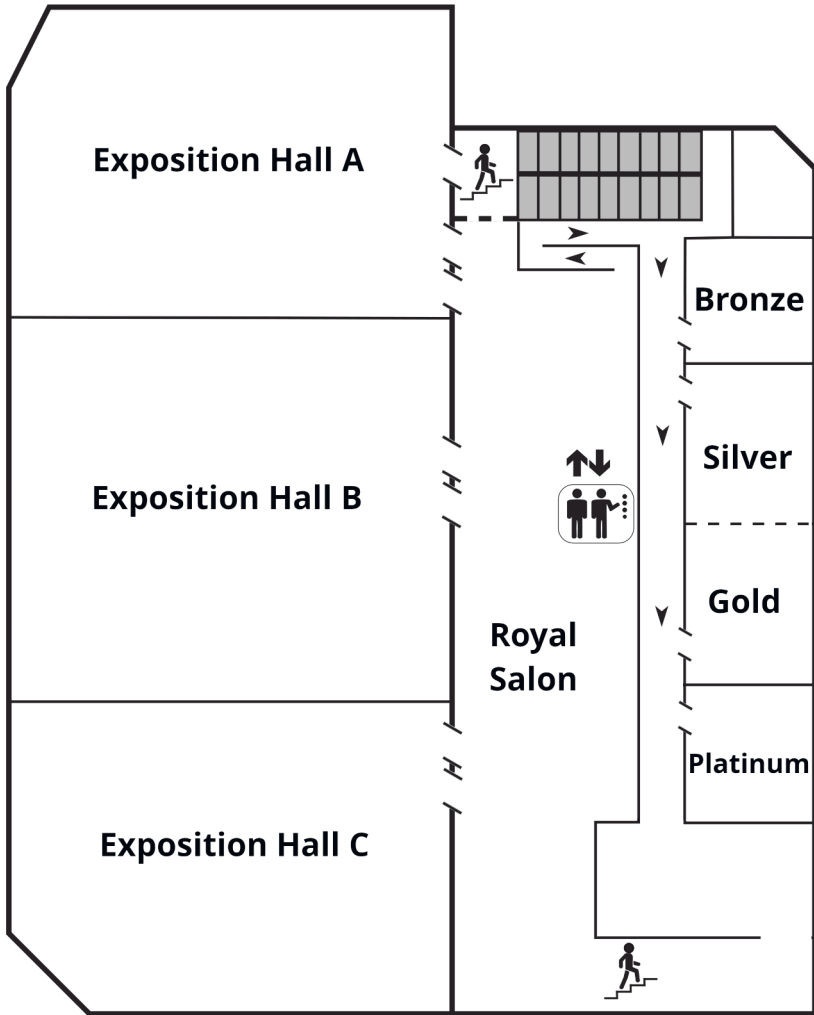 Exposition Hall A
Bronze
Silver
Exposition Hall B
Gold
Royal
Salon
Platinum
Exposition Hall C